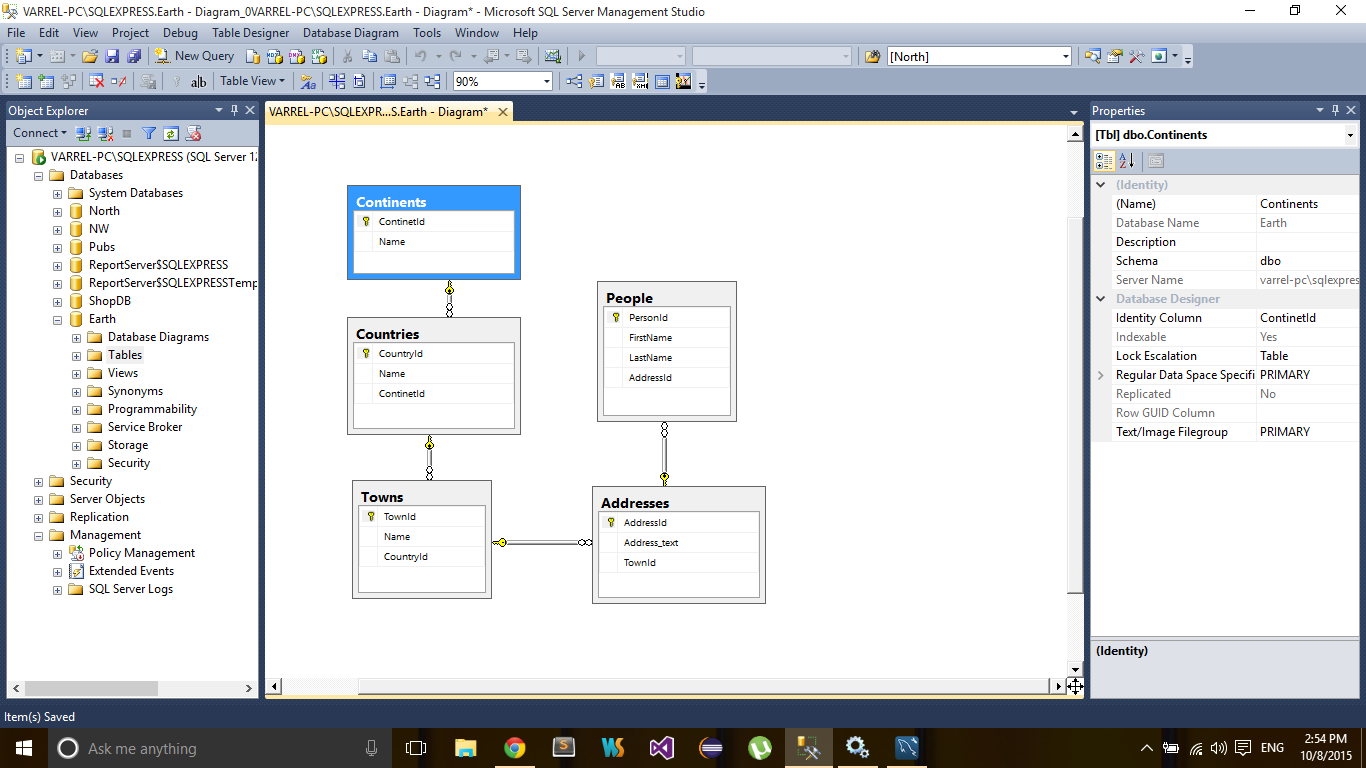 VARREL-PC\SQLEXPRESS.Earth - Diagram_0VARREL-PC\SQLEXPRESS.Earth - Diagram* - Microsoft SQL Server Management Studio
File Edit View Project Debug Table Designer Database Diagram Tools Window Help
New Query [North]
ab| Table View 90%
Object Explorer
Connect
VARREL-PC\SQLEXPRESS (SQL Server 12
Databases
System Databases
North
NW
Pubs
ReportServer$SQLEXPRESS
ReportServer$SQLEXPRESSTemp
ShopDB
Earth
Database Diagrams
Tables
Views
Synonyms
Programmability
Service Broker
Storage
Security
Security
Server Objects
Replication
Management
Policy Management
Extended Events
SQL Server Logs
VARREL-PC\SQLEXPR...S.Earth - Diagram*
Continents
ContinetId
Name
Countries
CountryId
Name
ContinetId
Towns
TownId
Name
CountryId
People
PersonId
FirstName
LastName
AddressId
Addresses
AddressId
Address_text
TownId
Properties
[Tbl] dbo.Continents
(Identity)
(Name) Continents
Database Name Earth
Description
Schema dbo
Server Name varrel-pc\sqlexpres
Database Designer
Identity Column ContinetId
Indexable Yes
Lock Escalation Table
Regular Data Space Specifi PRIMARY
Replicated No
Row GUID Column
Text/Image Filegroup PRIMARY
(Identity)
Item(s) Saved
Ask me anything
ENG
2:54 PM
10/8/2015